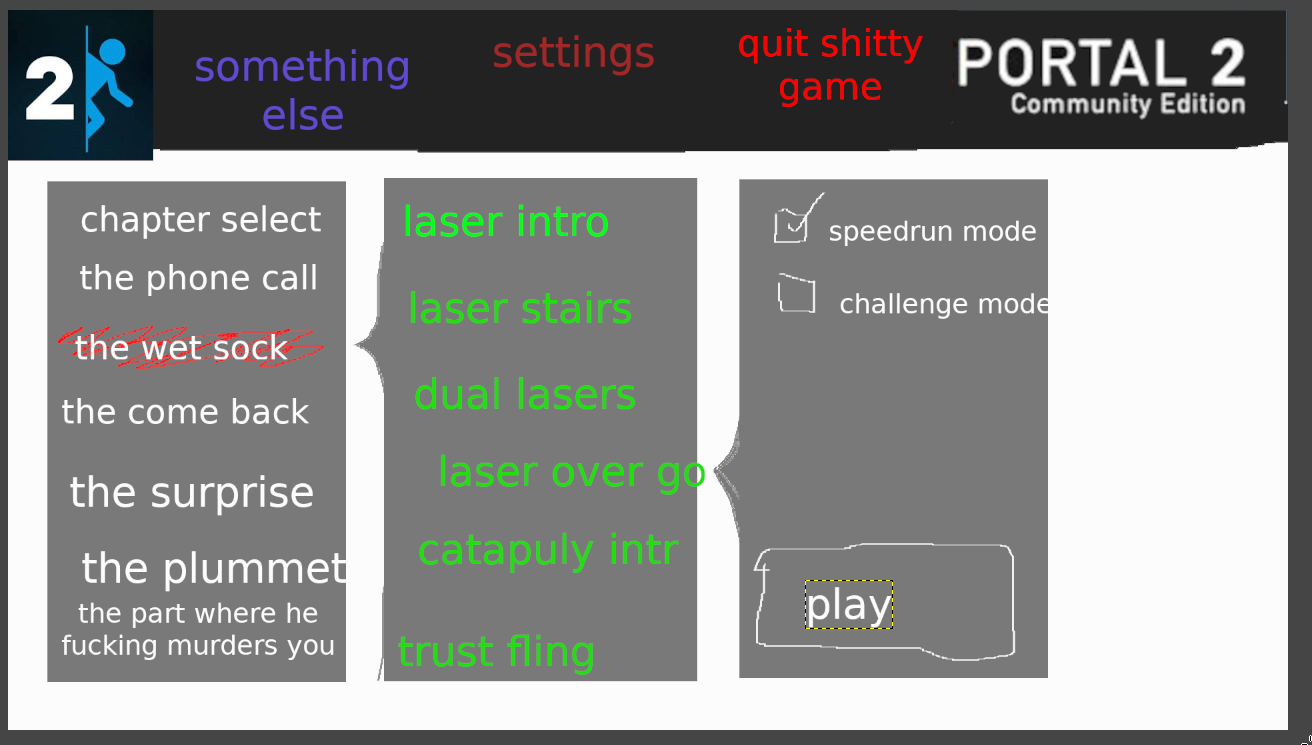 2
something
else
settings
quit shitty
game
PORTAL 2
Community Edition
chapter select
the phone call
the wet sock
the come back
the surprise
the plummet
the part where he
fucking murders you
laser intro
laser stairs
dual lasers
laser over go
catapuly intr
trust fling
speedrun mode
challenge mode
play